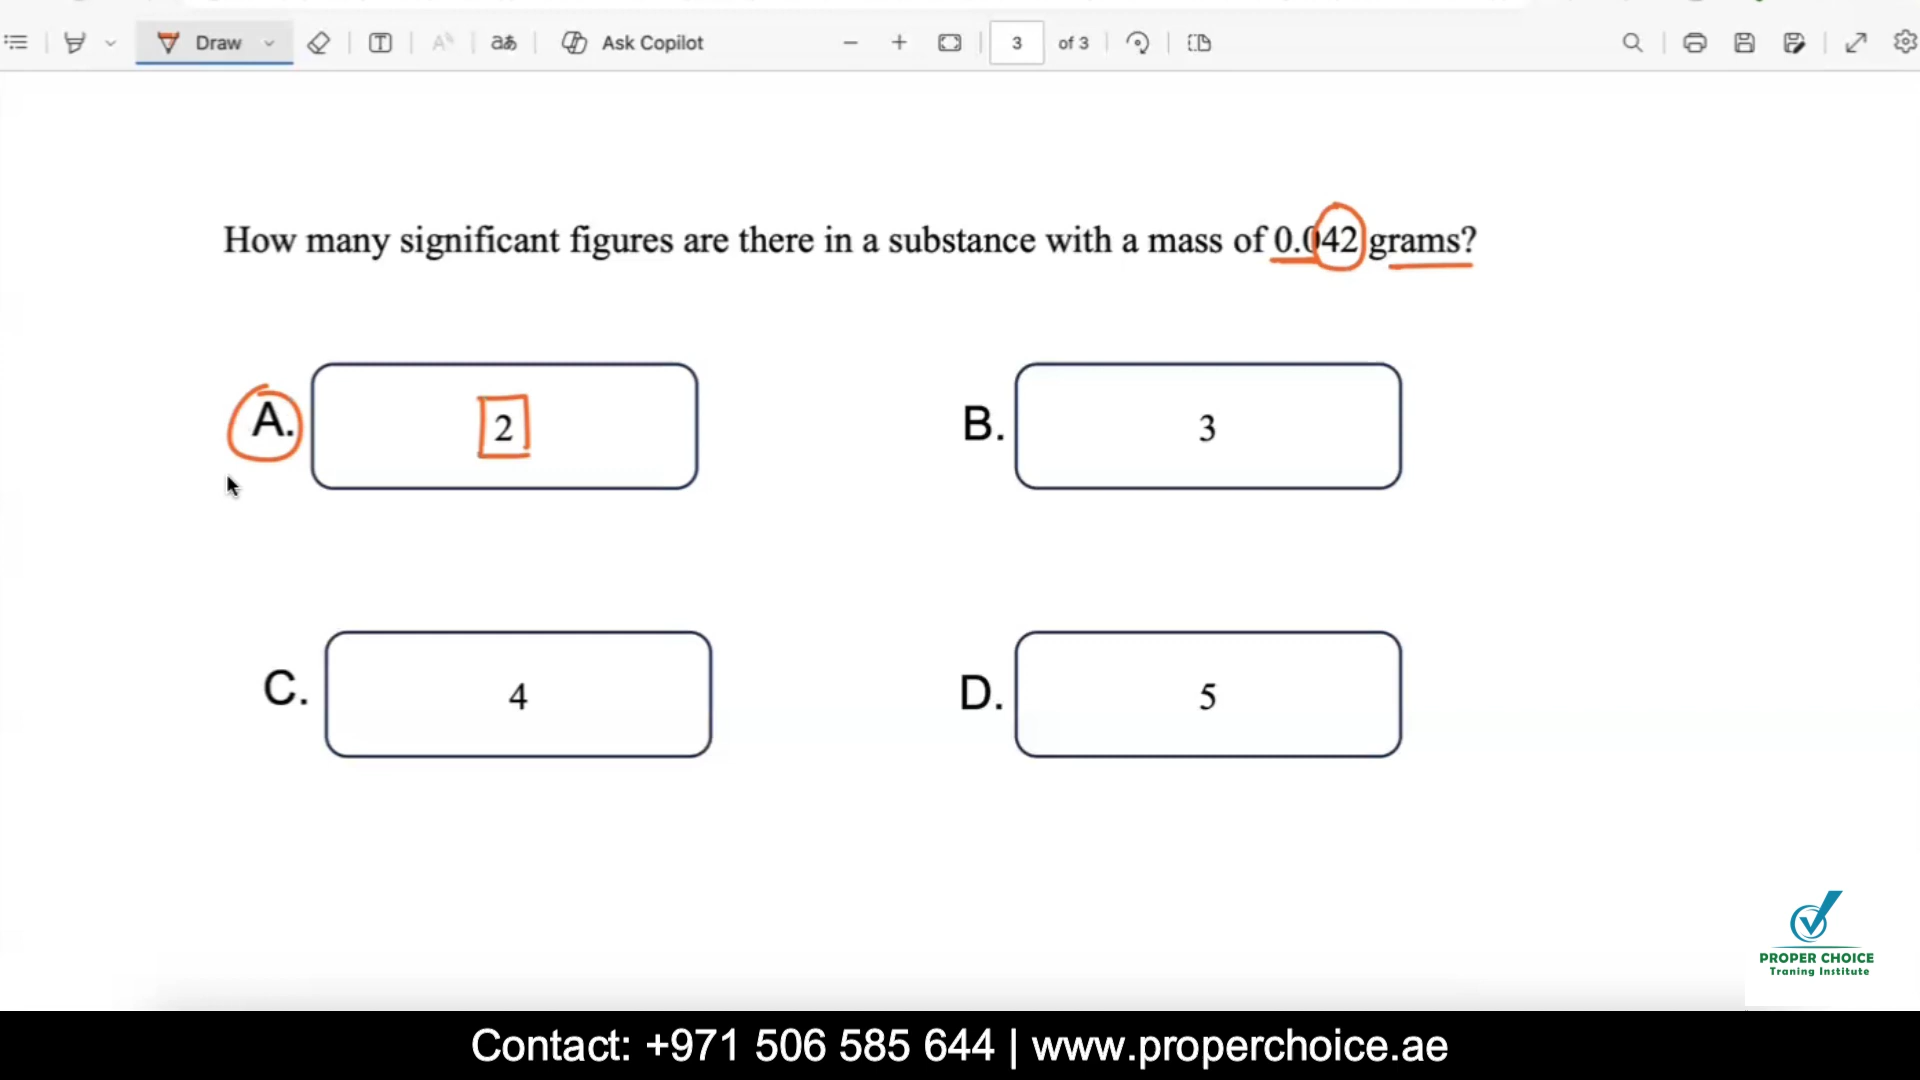 Draw
Ask Copilot
3 of 3
How many significant figures are there in a substance with a mass of 0.042 grams?
A. 2
B. 3
C. 4
D. 5
PROPER CHOICE
Traning Institute
Contact: +971 506 585 644 | www.properchoice.ae